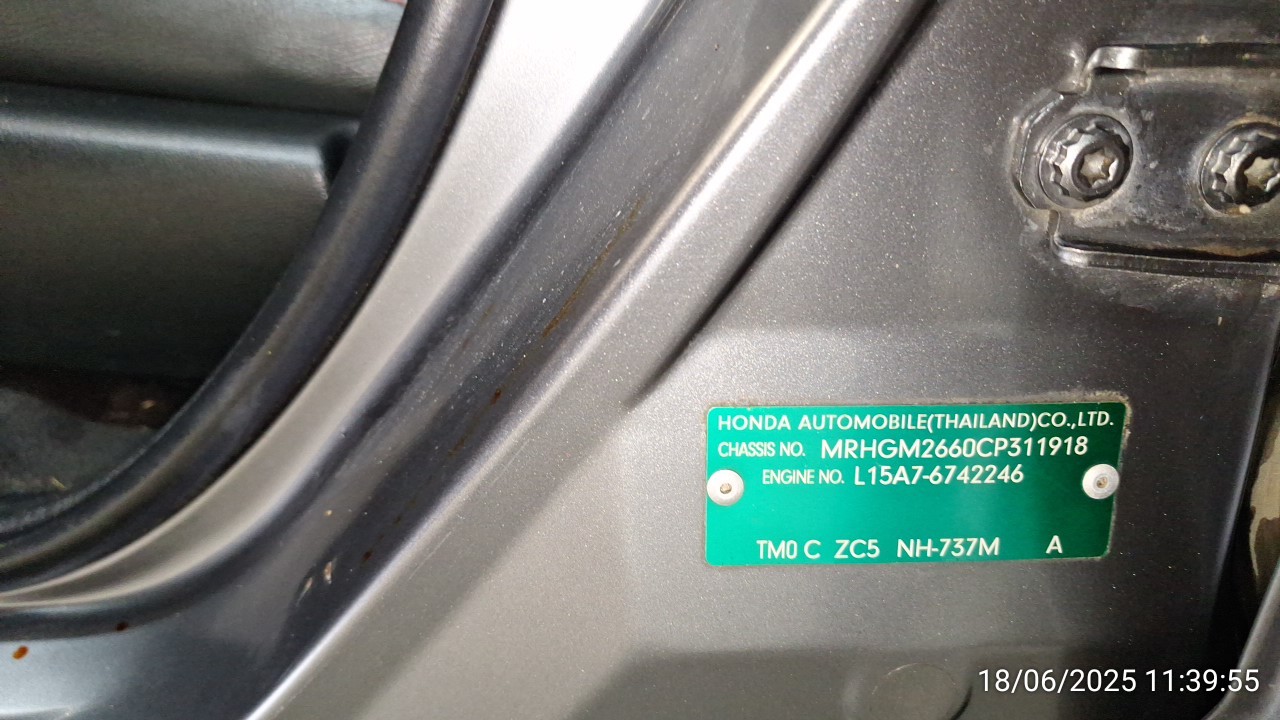 HONDA AUTOMOBILE(THAILAND)CO.,LTD.
CHASSIS NO. MRHGM2660CP311918
ENGINE NO. L15A7-6742246
TM0 C ZC5 NH-737M A
18/06/2025 11:39:55